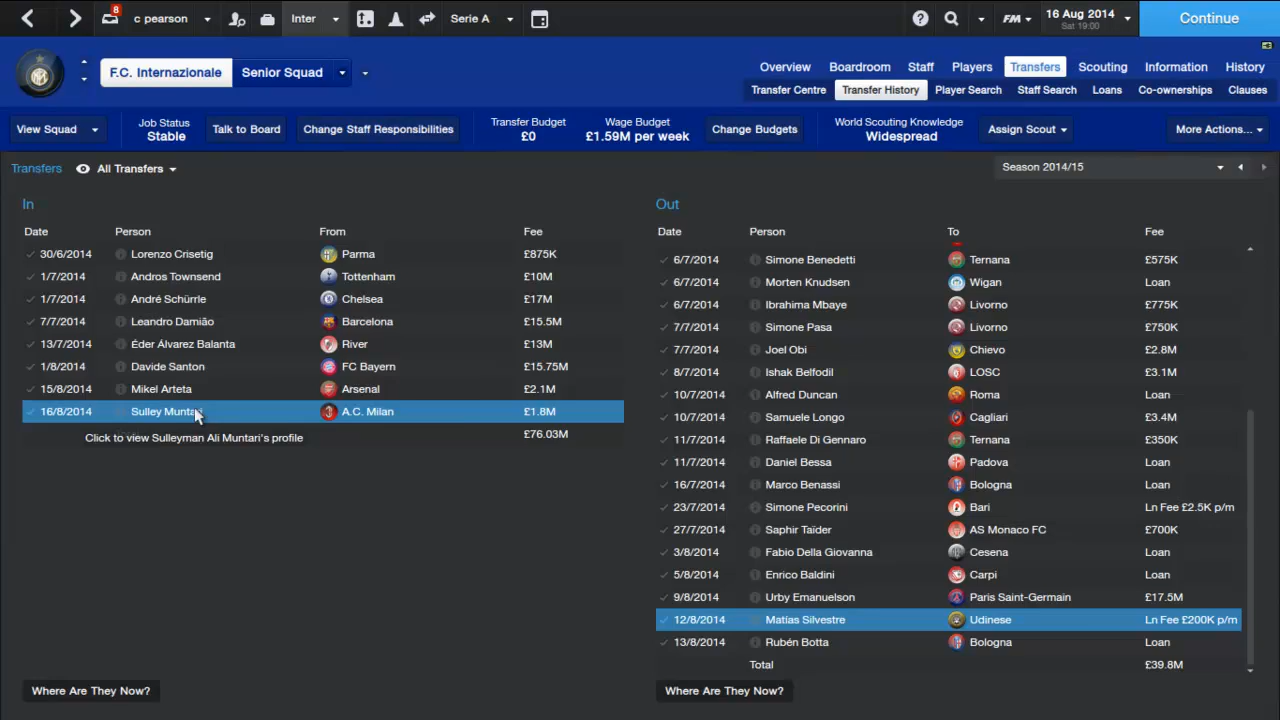 8 c pearson Inter Serie A FM 16 Aug 2014 Sat 19:00 Continue
F.C. Internazionale Senior Squad Overview Boardroom Staff Players Transfers Scouting Information History
Transfer Centre Transfer History Player Search Staff Search Loans Co-ownerships Clauses
View Squad Job Status Stable Talk to Board Change Staff Responsibilities Transfer Budget £0 Wage Budget £1.59M per week Change Budgets World Scouting Knowledge Widespread Assign Scout More Actions...
Transfers All Transfers Season 2014/15
In
Date Person From Fee
30/6/2014 Lorenzo Crisetig Parma £875K
1/7/2014 Andros Townsend Tottenham £10M
1/7/2014 André Schürrle Chelsea £17M
7/7/2014 Leandro Damião Barcelona £15.5M
13/7/2014 Éder Álvarez Balanta River £13M
1/8/2014 Davide Santon FC Bayern £15.75M
15/8/2014 Mikel Arteta Arsenal £2.1M
16/8/2014 Sulley Muntari A.C. Milan £1.8M
£76.03M
Click to view Sulleyman Ali Muntari's profile
Where Are They Now?
Out
Date Person To Fee
6/7/2014 Simone Benedetti Ternana £575K
6/7/2014 Morten Knudsen Wigan Loan
6/7/2014 Ibrahima Mbaye Livorno £775K
7/7/2014 Simone Pasa Livorno £750K
7/7/2014 Joel Obi Chievo £2.8M
8/7/2014 Ishak Belfodil LOSC £3.1M
10/7/2014 Alfred Duncan Roma Loan
10/7/2014 Samuele Longo Cagliari £3.4M
11/7/2014 Raffaele Di Gennaro Ternana £350K
11/7/2014 Daniel Bessa Padova Loan
16/7/2014 Marco Benassi Bologna Loan
23/7/2014 Simone Pecorini Bari Ln Fee £2.5K p/m
27/7/2014 Saphir Taïder AS Monaco FC £700K
3/8/2014 Fabio Della Giovanna Cesena Loan
5/8/2014 Enrico Baldini Carpi Loan
9/8/2014 Urby Emanuelson Paris Saint-Germain £17.5M
12/8/2014 Matías Silvestre Udinese Ln Fee £200K p/m
13/8/2014 Rubén Botta Bologna Loan
Total £39.8M
Where Are They Now?